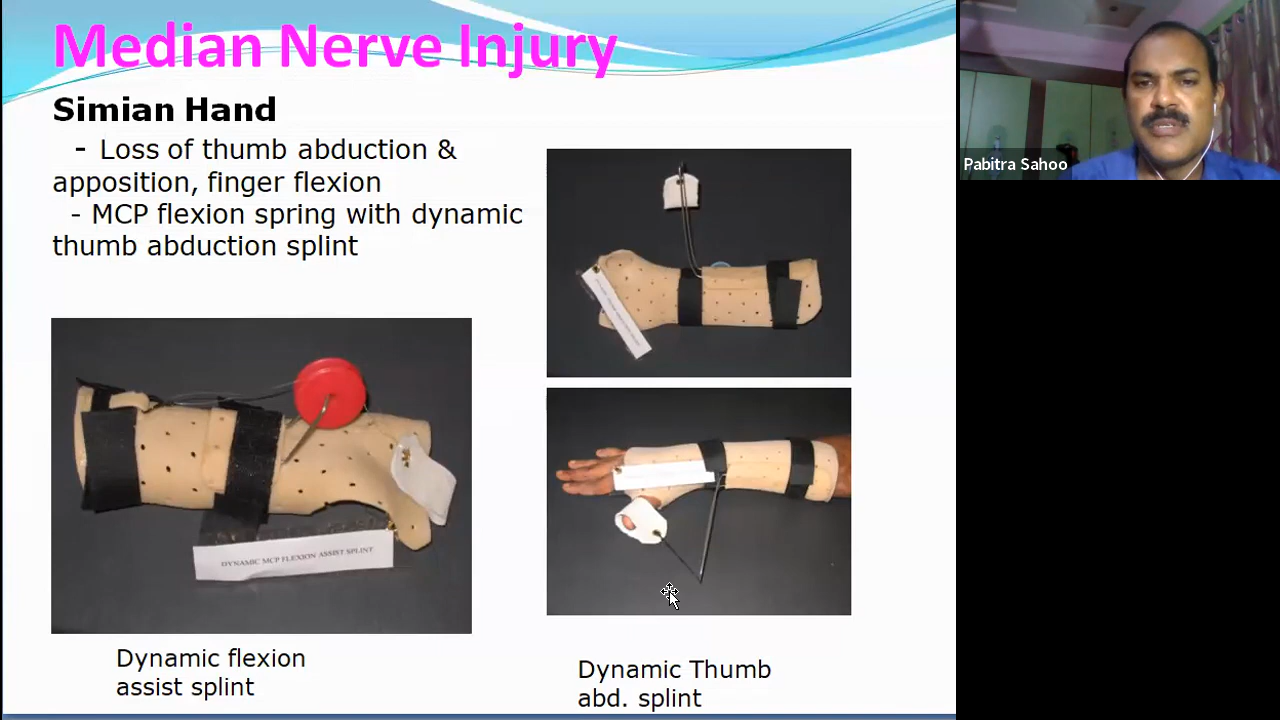 Median Nerve Injury
Simian Hand
- Loss of thumb abduction &
apposition, finger flexion
- MCP flexion spring with dynamic
thumb abduction splint
DYNAMIC MCP FLEXION ASSIST SPLINT
Dynamic flexion
assist splint
Dynamic Thumb
abd. splint
Pabitra Sahoo